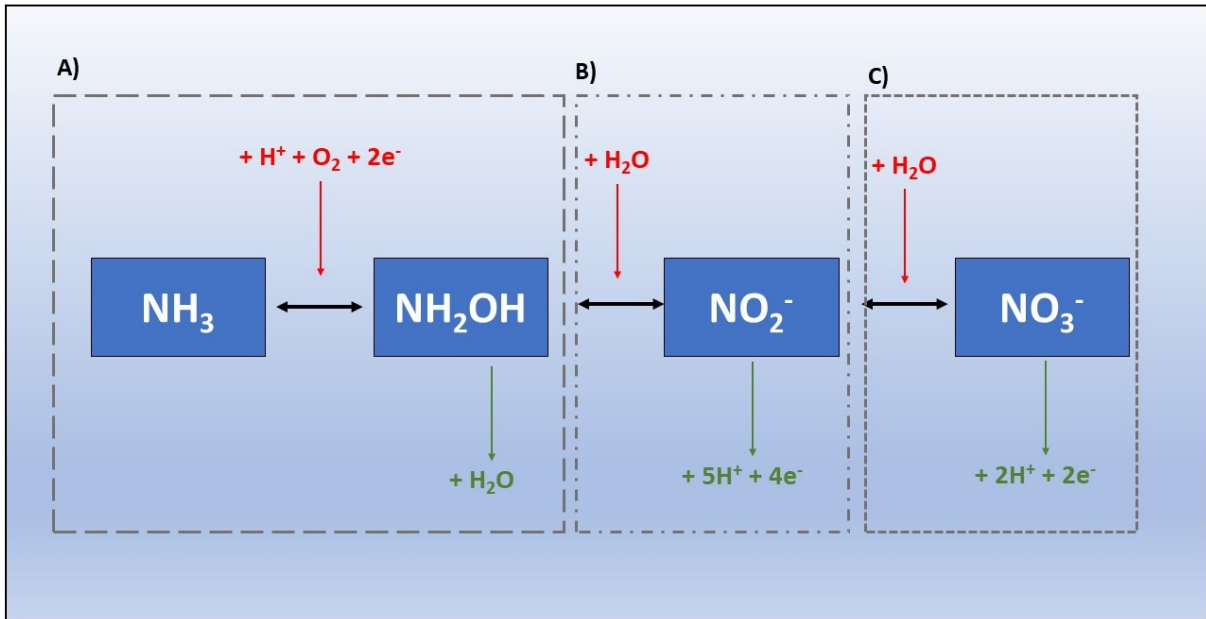 A)
B)
C)
+ H⁺ + O₂ + 2e⁻
+ H₂O
+ H₂O
NH₃
NH₂OH
NO₂⁻
NO₃⁻
+ H₂O
+ 5H⁺ + 4e⁻
+ 2H⁺ + 2e⁻